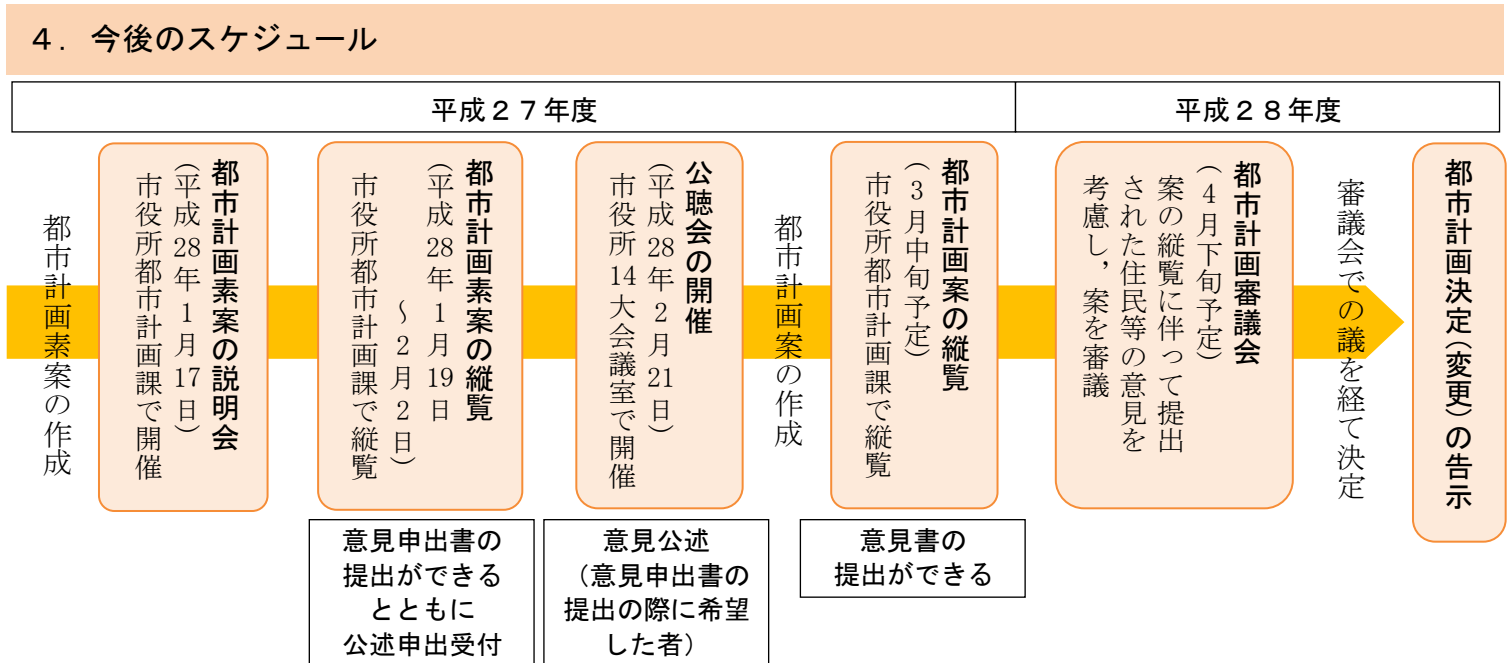 ４．今後のスケジュール
平成２７年度
平成２８年度
都市計画素案の作成
都市計画素案の説明会
（平成28年１月17日）
市役所都市計画課で開催
都市計画素案の縦覧
（平成28年１月19日
～２月２日）
市役所都市計画課で縦覧
意見申出書の
提出ができる
とともに
公述申出受付
公聴会の開催
（平成28年２月21日）
市役所14大会議室で開催
意見公述
（意見申出書の
提出の際に希望
した者）
都市計画案の作成
都市計画案の縦覧
（３月中旬予定）
市役所都市計画課で縦覧
意見書の
提出ができる
都市計画審議会
（４月下旬予定）
案の縦覧に伴って提出
された住民等の意見を
考慮し，案を審議
審議会での議を経て決定
都市計画決定（変更）の告示